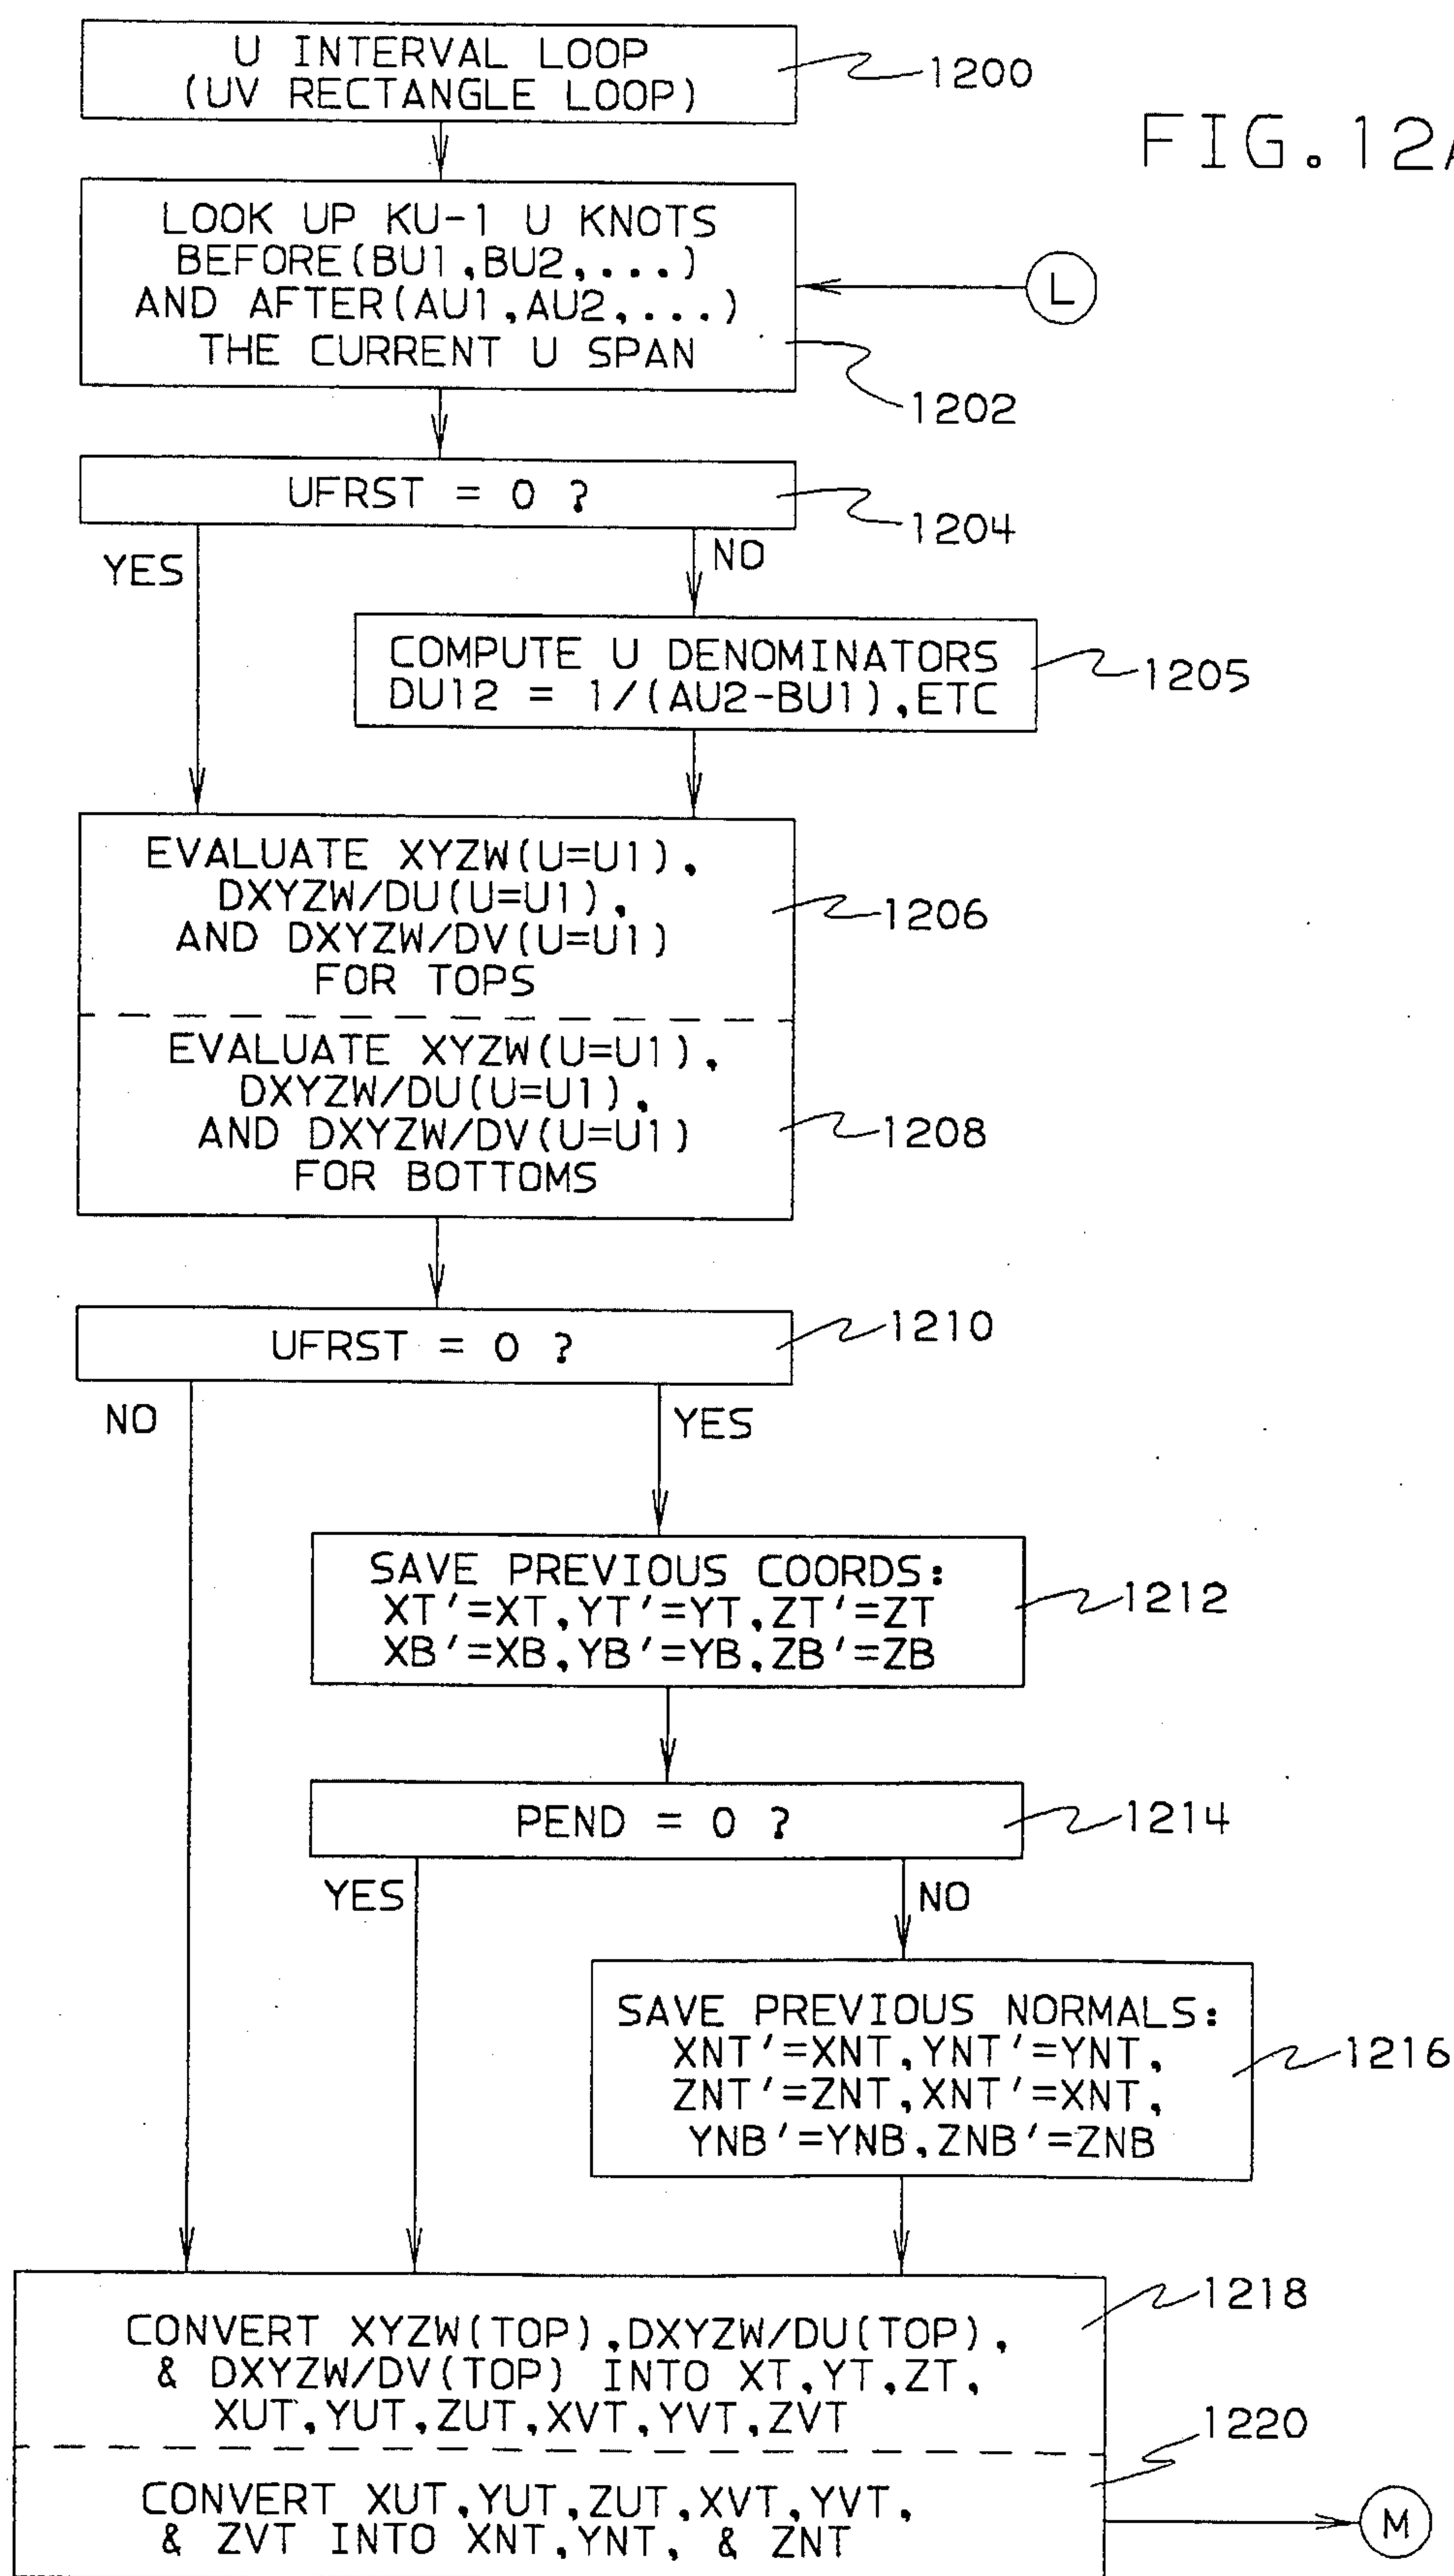 U INTERVAL LOOP
(UV RECTANGLE LOOP)
1200
FIG.12A
LOOK UP KU-1 U KNOTS
BEFORE(BU1,BU2,...)
AND AFTER(AU1,AU2,...)
THE CURRENT U SPAN
L
1202
UFRST = 0 ?
1204
YES
NO
COMPUTE U DENOMINATORS
DU12 = 1/(AU2-BU1),ETC
1205
EVALUATE XYZW(U=U1),
DXYZW/DU(U=U1),
AND DXYZW/DV(U=U1)
FOR TOPS
1206
EVALUATE XYZW(U=U1),
DXYZW/DU(U=U1),
AND DXYZW/DV(U=U1)
FOR BOTTOMS
1208
UFRST = 0 ?
1210
NO
YES
SAVE PREVIOUS COORDS:
XT'=XT,YT'=YT,ZT'=ZT
XB'=XB,YB'=YB,ZB'=ZB
1212
PEND = 0 ?
1214
YES
NO
SAVE PREVIOUS NORMALS:
XNT'=XNT,YNT'=YNT,
ZNT'=ZNT,XNT'=XNT,
YNB'=YNB,ZNB'=ZNB
1216
CONVERT XYZW(TOP),DXYZW/DU(TOP),
& DXYZW/DV(TOP) INTO XT,YT,ZT,
XUT,YUT,ZUT,XVT,YVT,ZVT
1218
CONVERT XUT,YUT,ZUT,XVT,YVT,
& ZVT INTO XNT,YNT, & ZNT
1220
M